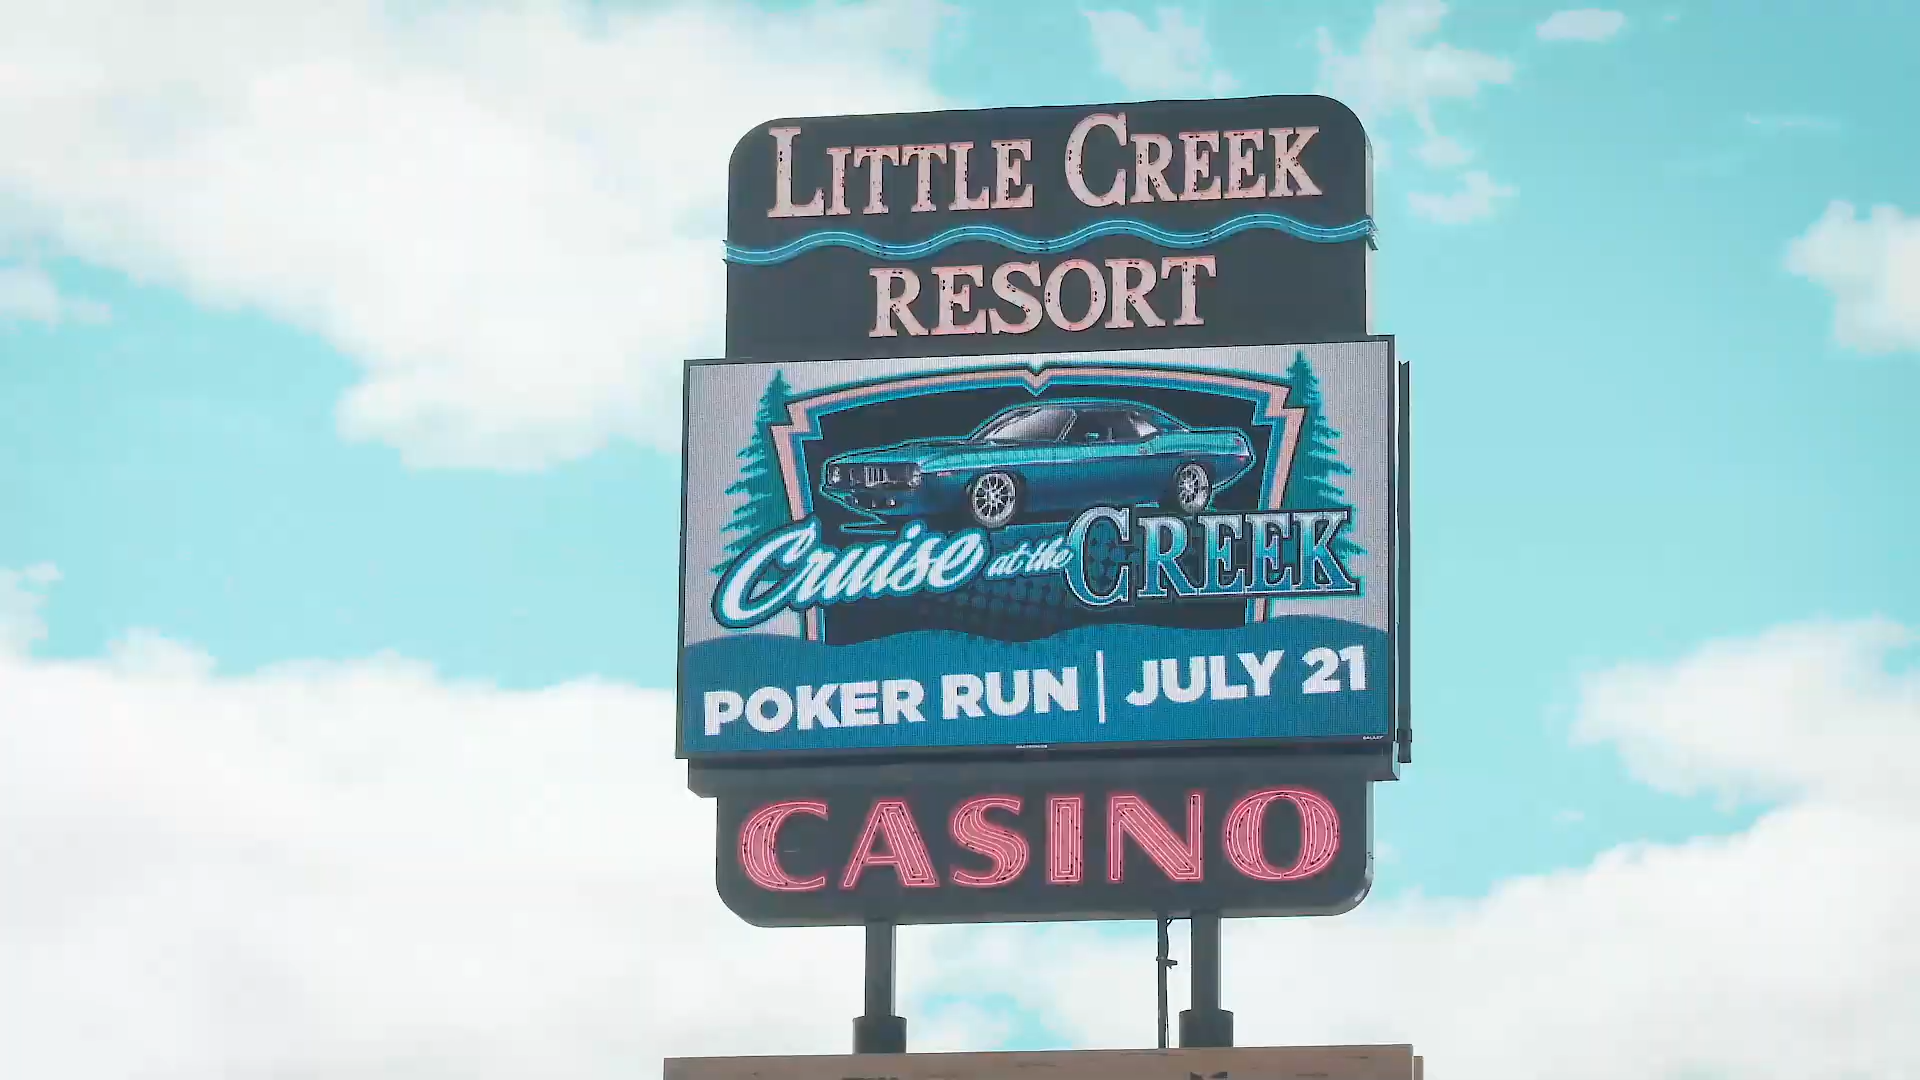 LITTLE CREEK
RESORT
Cruise at the CREEK
POKER RUN | JULY 21
CASINO